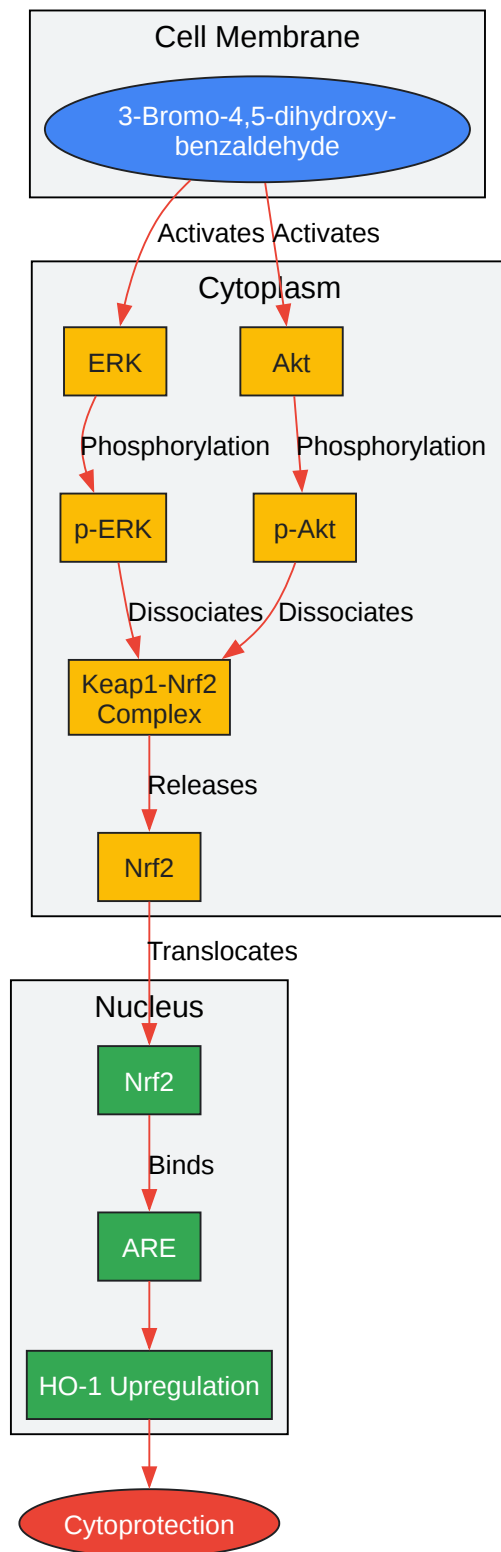 Cell Membrane
3-Bromo-4,5-dihydroxy-
benzaldehyde
Activates
Activates
Cytoplasm
ERK
Akt
Phosphorylation
Phosphorylation
p-ERK
p-Akt
Dissociates
Dissociates
Keap1-Nrf2
Complex
Releases
Nrf2
Translocates
Nucleus
Nrf2
Binds
ARE
HO-1 Upregulation
Cytoprotection